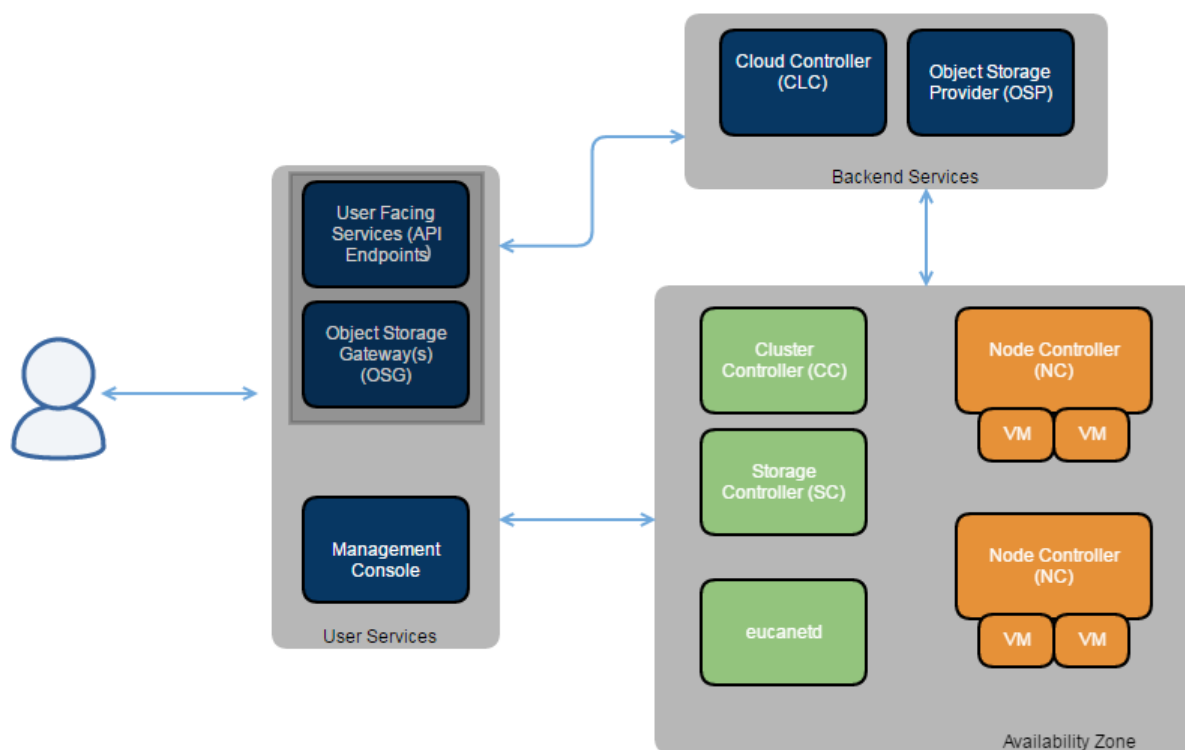 Cloud Controller
(CLC)
Object Storage
Provider (OSP)
Backend Services
User Facing
Services (API
Endpoints)
Object Storage
Gateway(s)
(OSG)
Management
Console
User Services
Cluster
Controller (CC)
Storage
Controller (SC)
eucanetd
Node Controller
(NC)
VM
VM
Node Controller
(NC)
VM
VM
Availability Zone